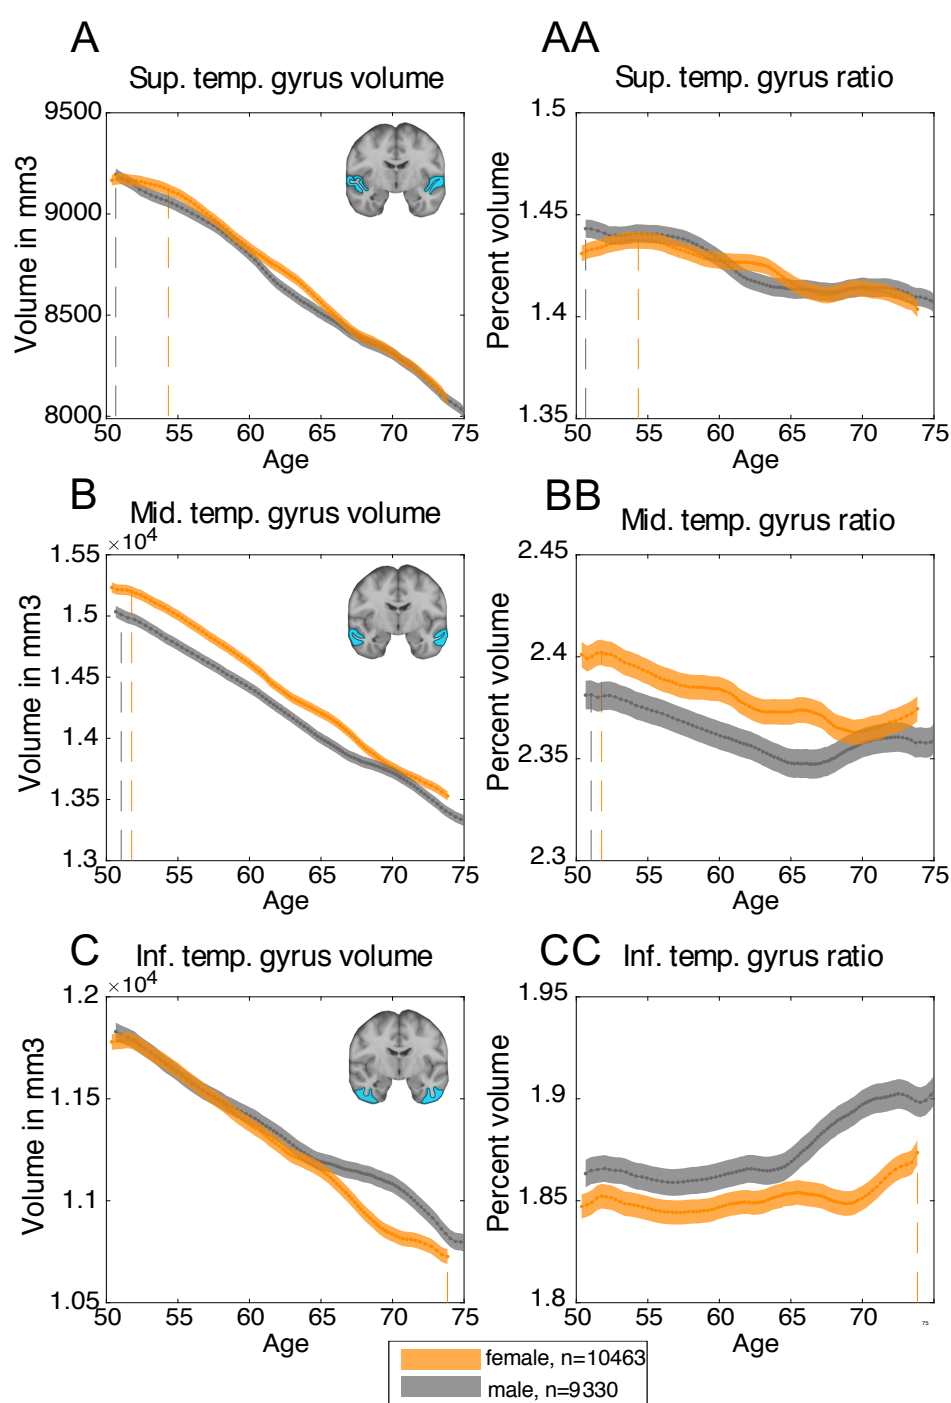 A
Sup. temp. gyrus volume
9500
9000
8500
8000
Volume in mm3
50 55 60 65 70 75
Age
AA
Sup. temp. gyrus ratio
1.5
1.45
1.4
1.35
Percent volume
50 55 60 65 70 75
Age
B
Mid. temp. gyrus volume
×10⁴
1.55
1.5
1.45
1.4
1.35
1.3
Volume in mm3
50 55 60 65 70 75
Age
BB
Mid. temp. gyrus ratio
2.45
2.4
2.35
2.3
Percent volume
50 55 60 65 70 75
Age
C
Inf. temp. gyrus volume
×10⁴
1.2
1.15
1.1
1.05
Volume in mm3
50 55 60 65 70 75
Age
CC
Inf. temp. gyrus ratio
1.95
1.9
1.85
1.8
Percent volume
50 55 60 65 70
75
Age
female, n=10463
male, n=9330